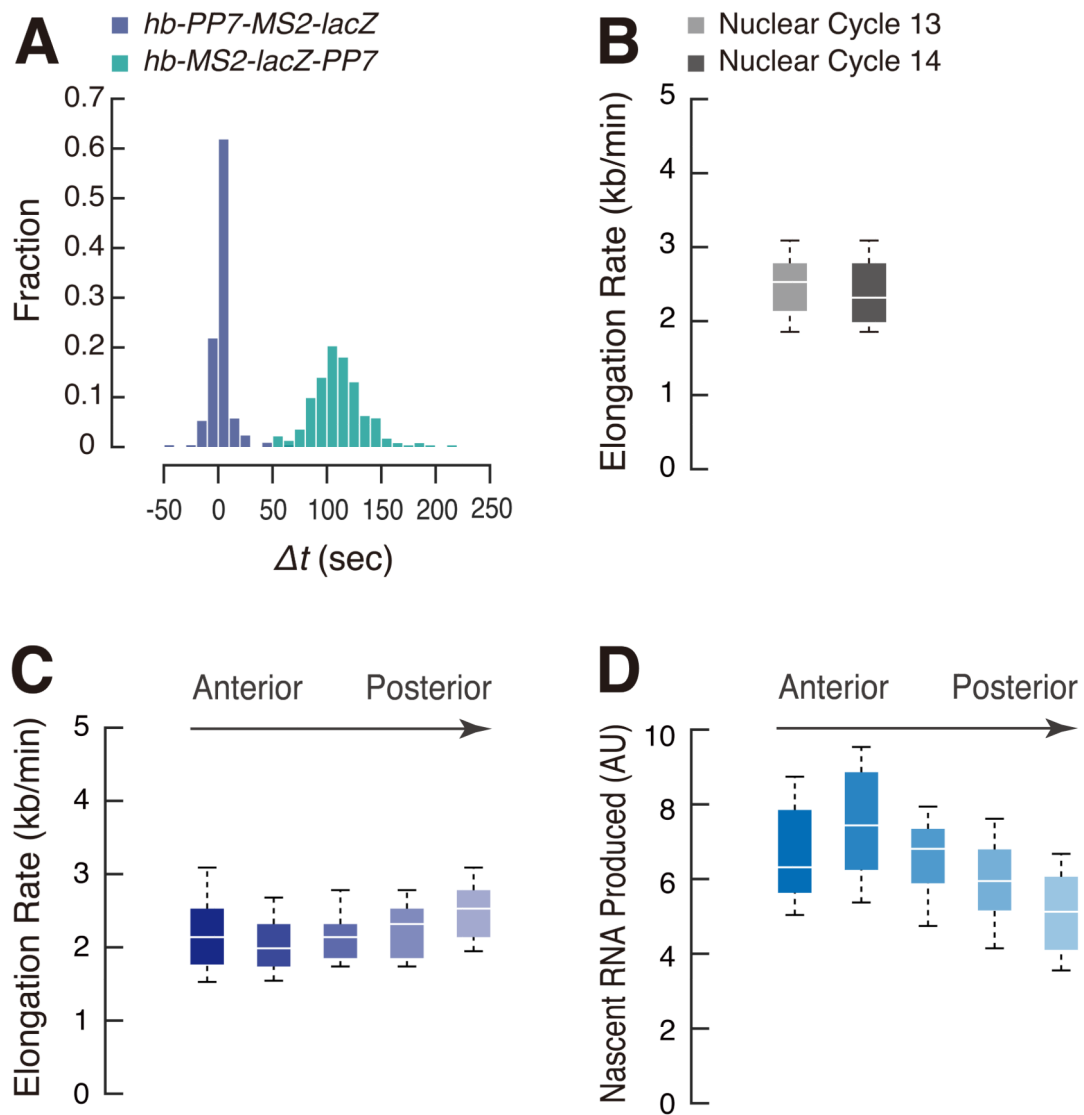 A
hb-PP7-MS2-lacZ
hb-MS2-lacZ-PP7
0.7
0.6
0.5
0.4
0.3
0.2
0.1
0
Fraction
-50 0 50 100 150 200 250
Δt (sec)
B
Nuclear Cycle 13
Nuclear Cycle 14
5
4
3
2
1
0
Elongation Rate (kb/min)
C
Anterior Posterior
5
4
3
2
1
0
Elongation Rate (kb/min)
D
Anterior Posterior
10
8
6
4
2
0
Nascent RNA Produced (AU)